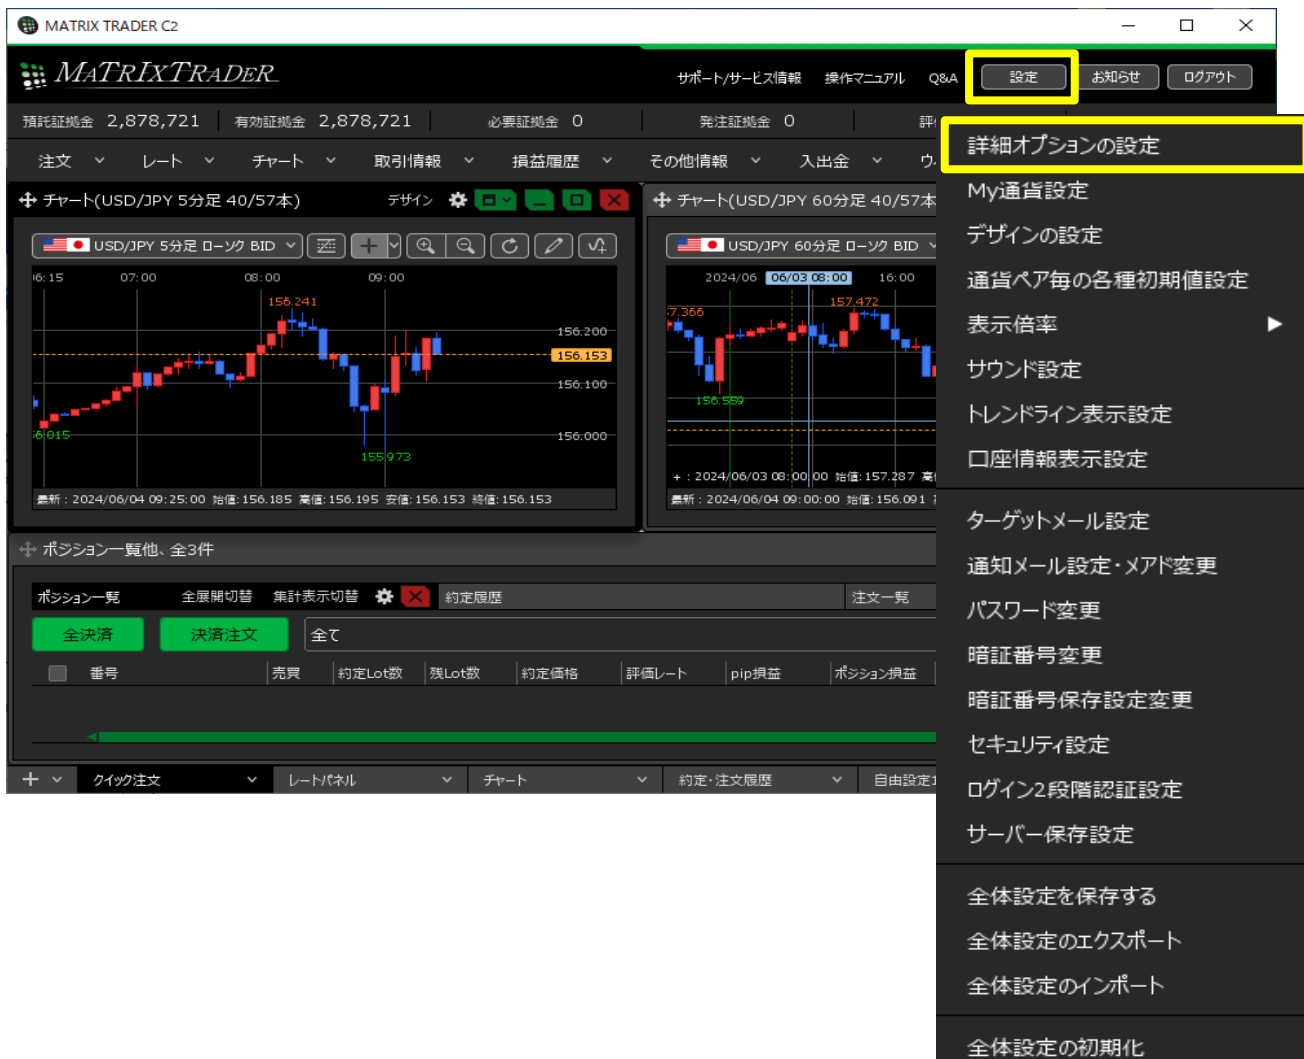 MATRIX TRADER C2
MATRIXTRADER
サポート/サービス情報 操作マニュアル Q&A 設定 お知らせ ログアウト
預託証拠金 2,878,721 有効証拠金 2,878,721 必要証拠金 0 発注証拠金 0
注文 レート チャート 取引情報 損益履歴 その他情報 入出金
チャート(USD/JPY 5分足 40/57本) デザイン
チャート(USD/JPY 60分足 40/57本
USD/JPY 5分足 ローソク BID
USD/JPY 60分足 ローソク BID
6:15 07:00 08:00 09:00
2024/06 06/03 08:00 16:00
156.241
156.200
156.153
156.100
156.000
6.015
155.973
7.366
157.472
156.559
+ : 2024/06/03 08:00:00 始値:157.287
最新 : 2024/06/04 09:25:00 始値:156.185 高値:156.195 安値:156.153 終値:156.153
最新 : 2024/06/04 09:00:00 始値:156.091
ポジション一覧他、全3件
ポジション一覧 全展開切替 集計表示切替 約定履歴 注文一覧
全決済 決済注文 全て
番号 売買 約定Lot数 残Lot数 約定価格 評価レート pip損益 ポジション損益
クイック注文 レートパネル チャート 約定・注文履歴 自由設定1
詳細オプションの設定
My通貨設定
デザインの設定
通貨ペア毎の各種初期値設定
表示倍率
サウンド設定
トレンドライン表示設定
口座情報表示設定
ターゲットメール設定
通知メール設定・メアド変更
パスワード変更
暗証番号変更
暗証番号保存設定変更
セキュリティ設定
ログイン2段階認証設定
サーバー保存設定
全体設定を保存する
全体設定のエクスポート
全体設定のインポート
全体設定の初期化